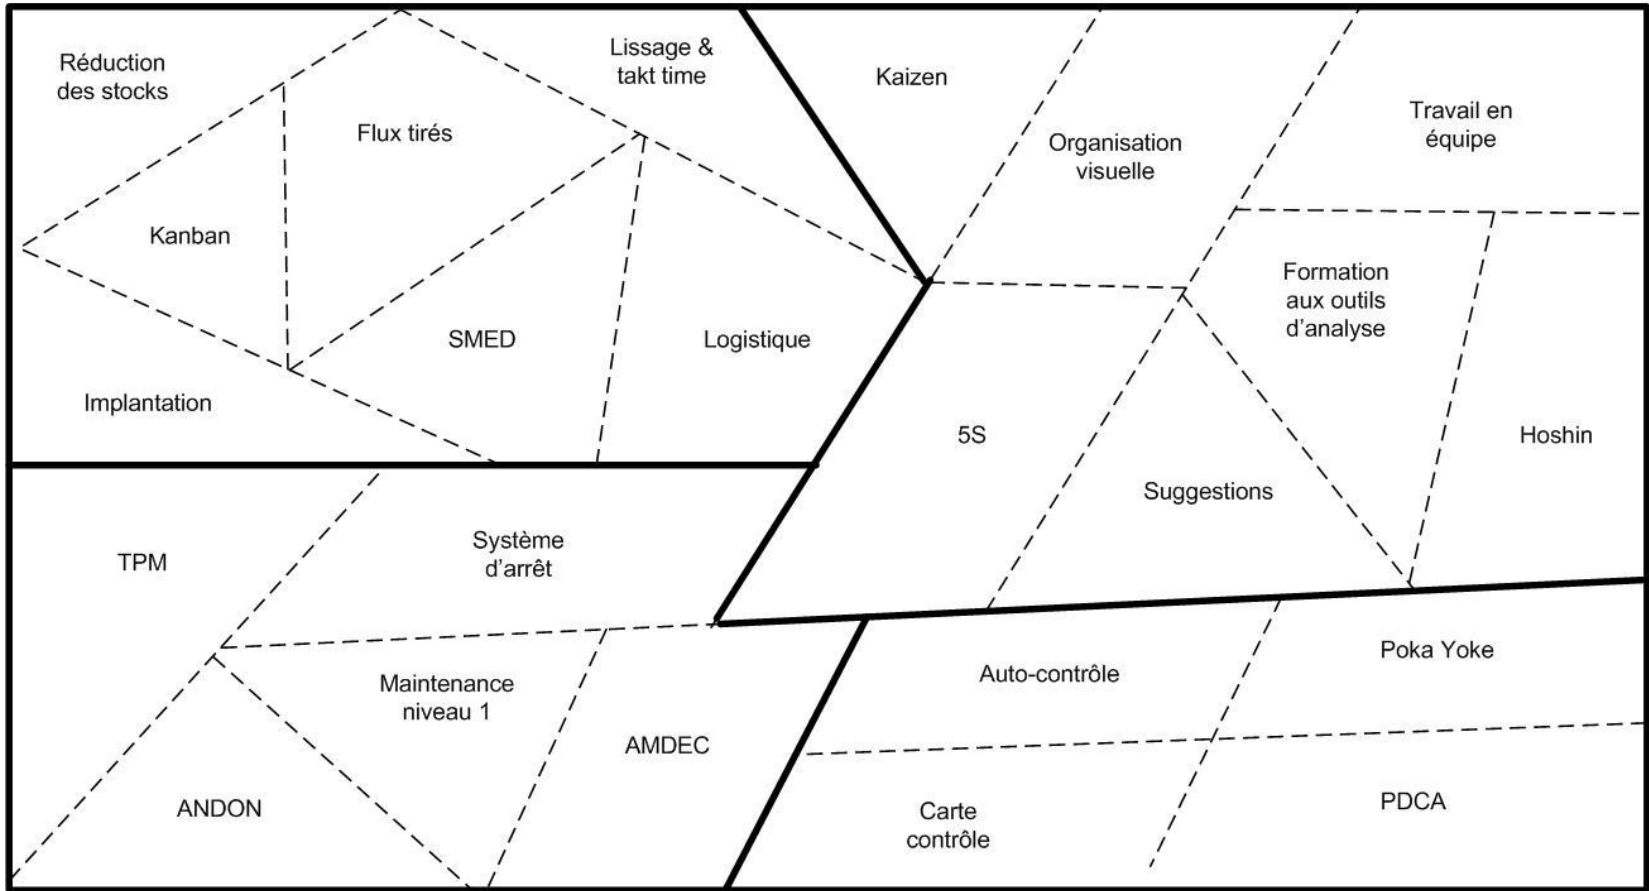 Réduction
des stocks
Lissage &
takt time
Flux tirés
Kanban
SMED
Logistique
Implantation
Kaizen
Organisation
visuelle
Travail en
équipe
Formation
aux outils
d'analyse
5S
Hoshin
Suggestions
TPM
Système
d'arrêt
Maintenance
niveau 1
AMDEC
ANDON
Auto-contrôle
Poka Yoke
Carte
contrôle
PDCA